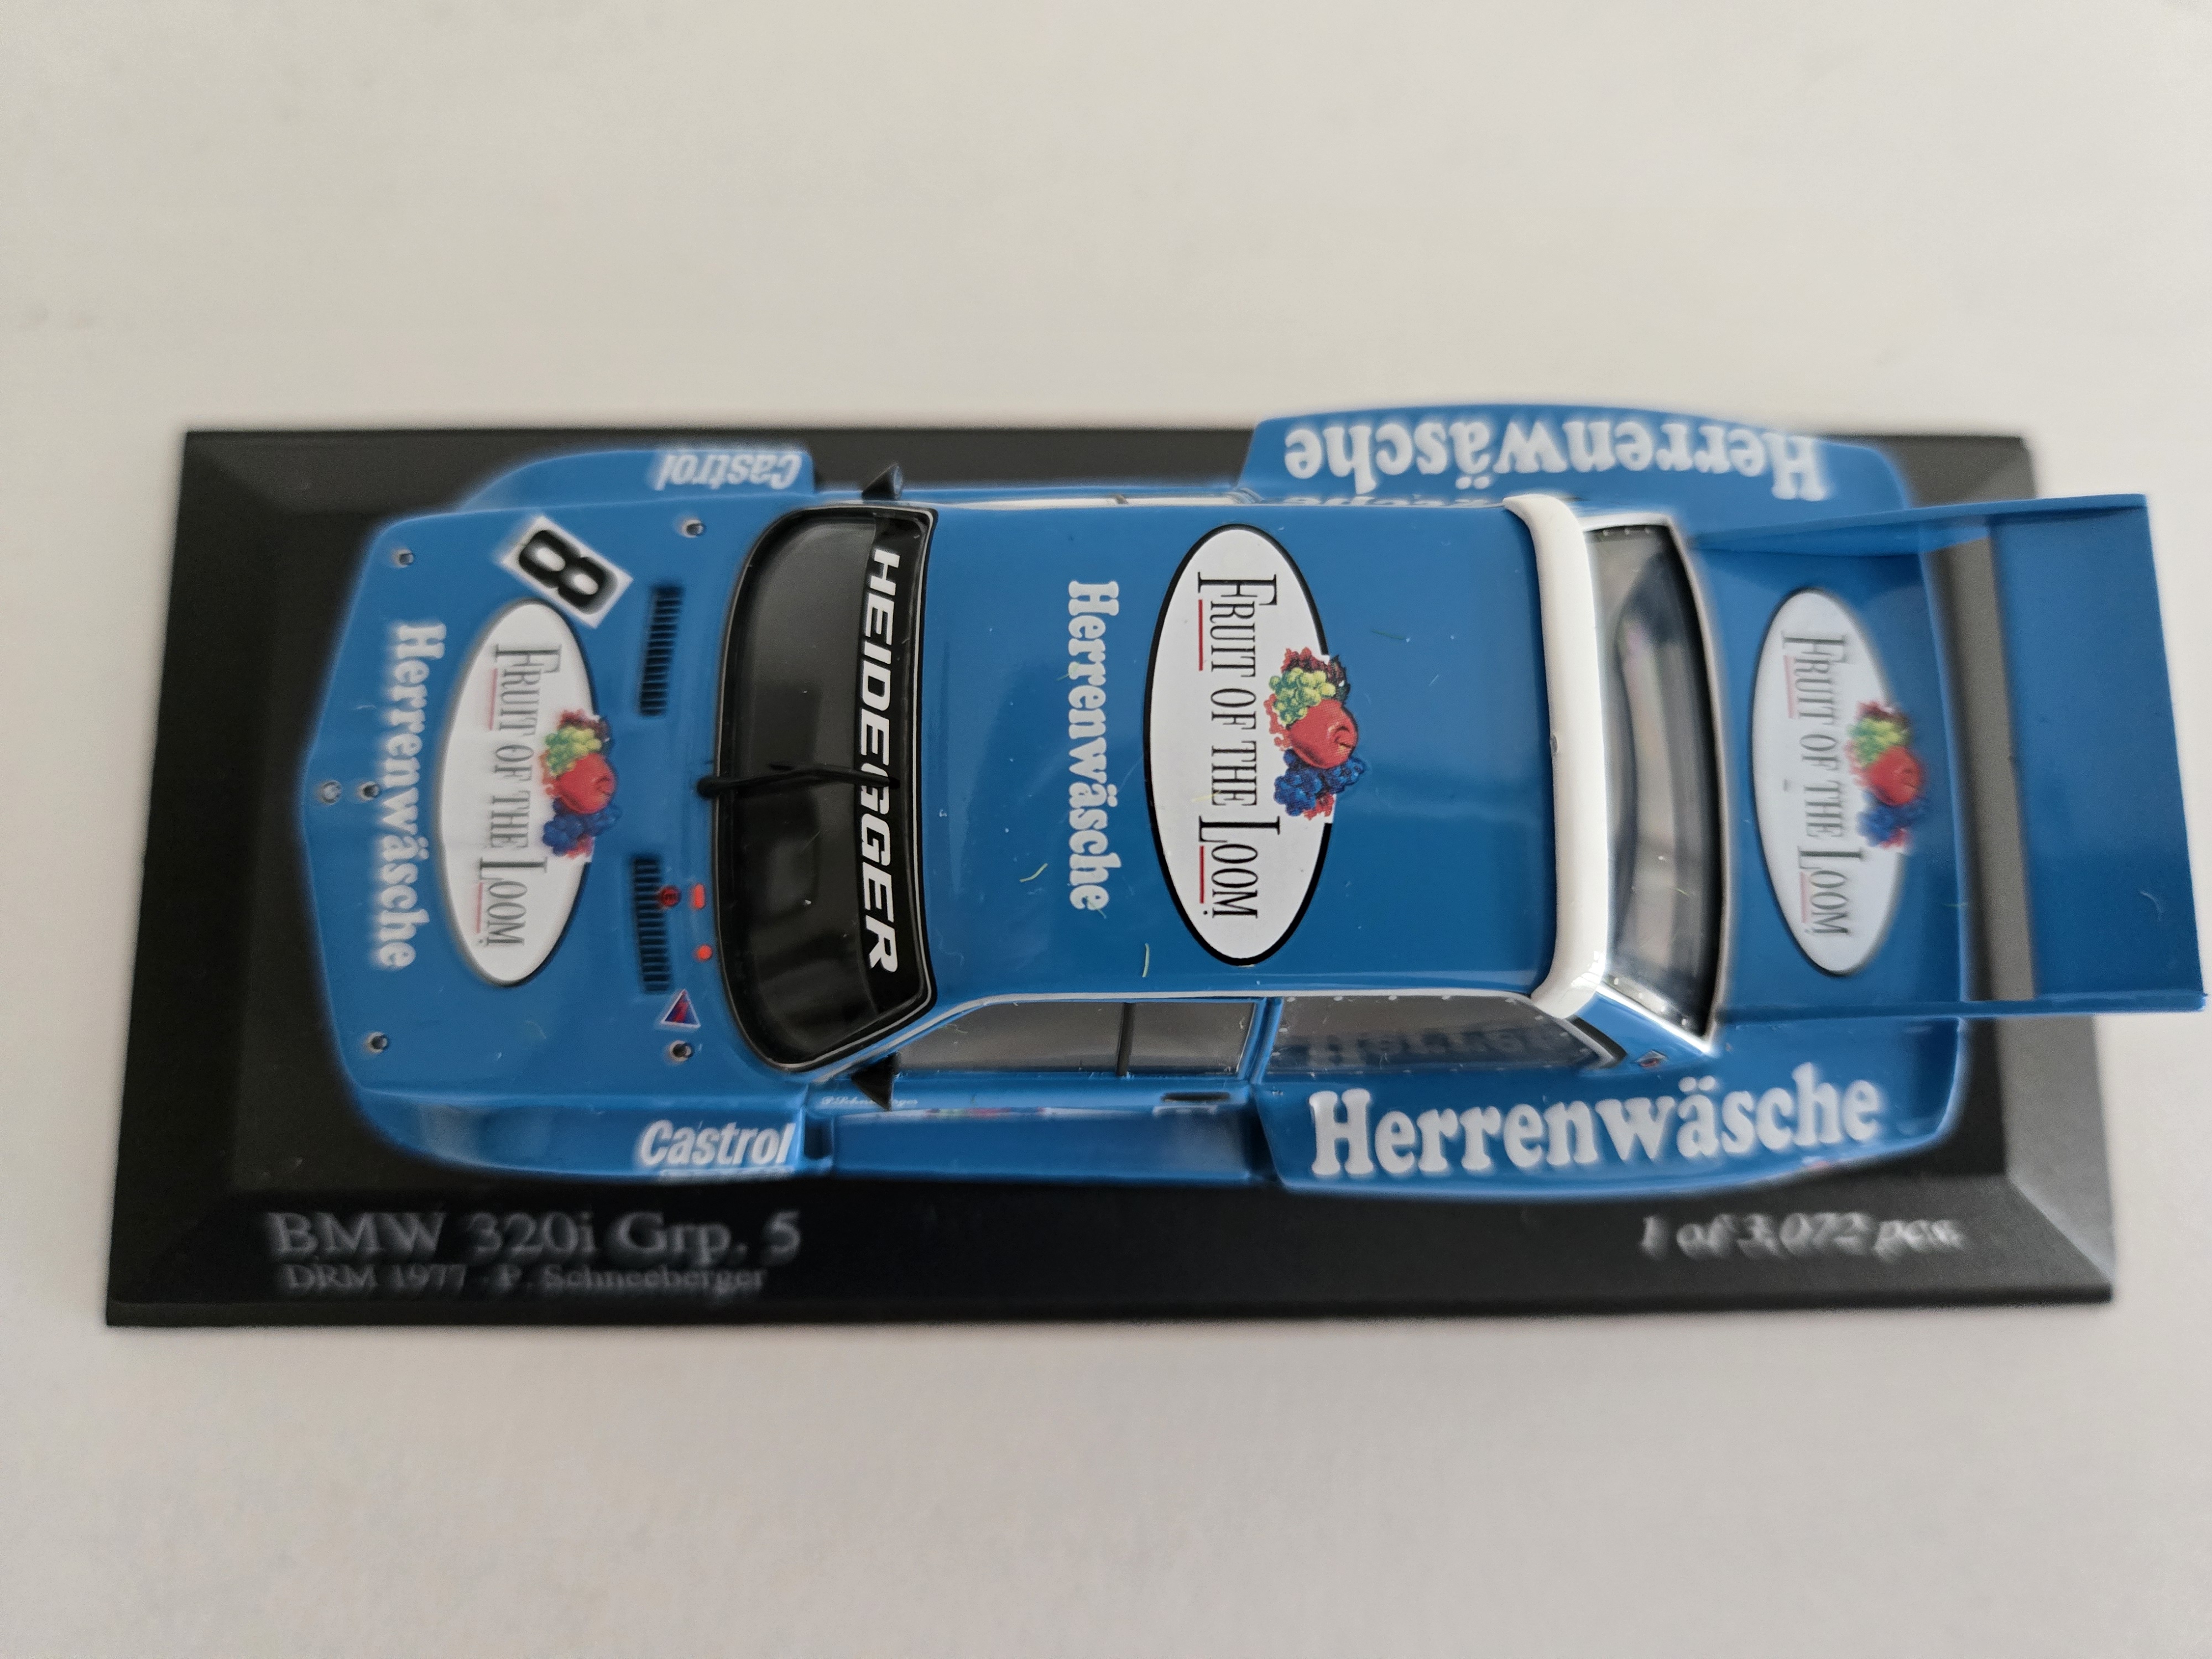 Castrol
Herrenwäsche
8
Herrenwäsche
FRUIT OF THE LOOM
HEIDEGGER
Herrenwäsche
FRUIT OF THE LOOM
FRUIT OF THE LOOM
Castrol
Herrenwäsche
BMW 320i Grp. 5
DRM 1977 - P. Schneeberger
1 of 3,072 pcs.